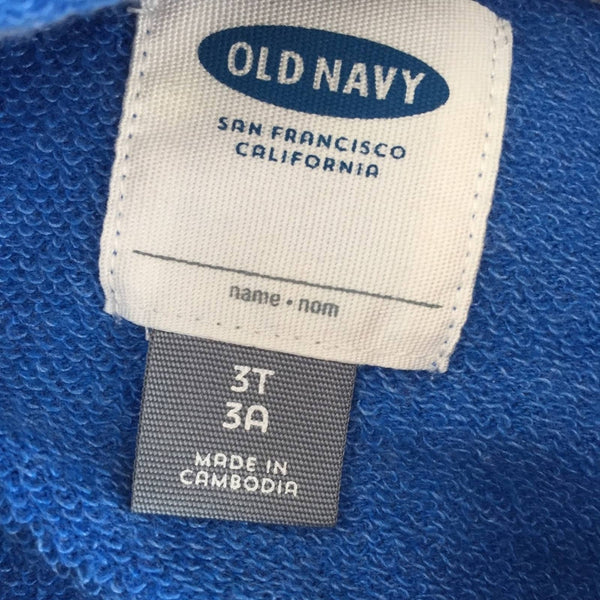 OLD NAVY
SAN FRANCISCO
CALIFORNIA
name • nom
3T
3A
MADE IN
CAMBODIA